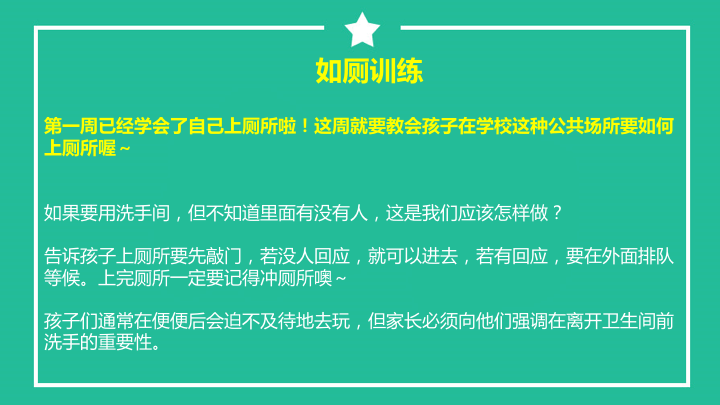 如厕训练
第一周已经学会了自己上厕所啦！这周就要教会孩子在学校这种公共场所要如何
上厕所喔～
如果要用洗手间，但不知道里面有没有人，这是我们应该怎样做？
告诉孩子上厕所要先敲门，若没人回应，就可以进去，若有回应，要在外面排队
等候。上完厕所一定要记得冲厕所噢～
孩子们通常在便便后会迫不及待地去玩，但家长必须向他们强调在离开卫生间前
洗手的重要性。